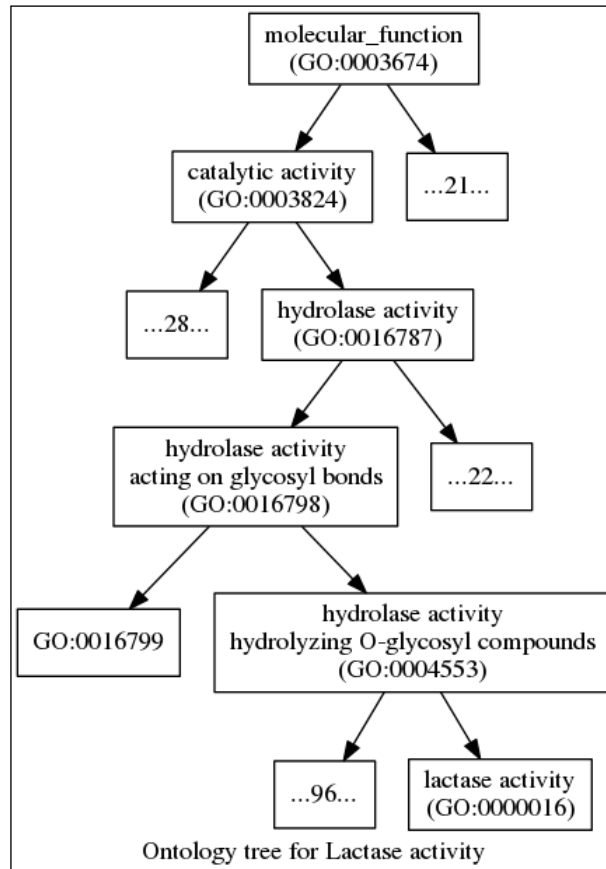 molecular_function
(GO:0003674)
catalytic activity
(GO:0003824)
...21...
...28...
hydrolase activity
(GO:0016787)
hydrolase activity
acting on glycosyl bonds
(GO:0016798)
...22...
GO:0016799
hydrolase activity
hydrolyzing O-glycosyl compounds
(GO:0004553)
...96...
lactase activity
(GO:0000016)
Ontology tree for Lactase activity